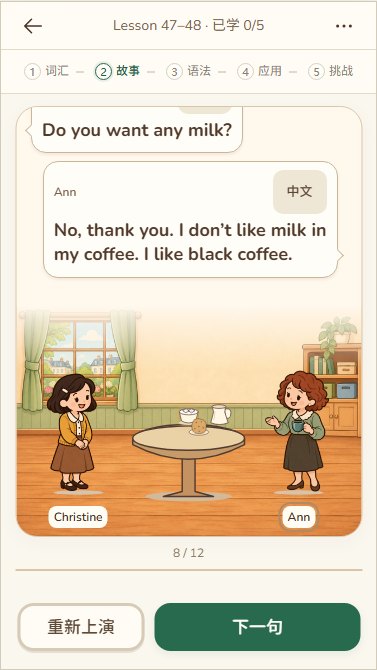 Lesson 47–48 · 已学 0/5
1 词汇 2 故事 3 语法 4 应用 5 挑战
Do you want any milk?
Ann
中文
No, thank you. I don’t like milk in
my coffee. I like black coffee.
Christine
Ann
8 / 12
重新上演
下一句